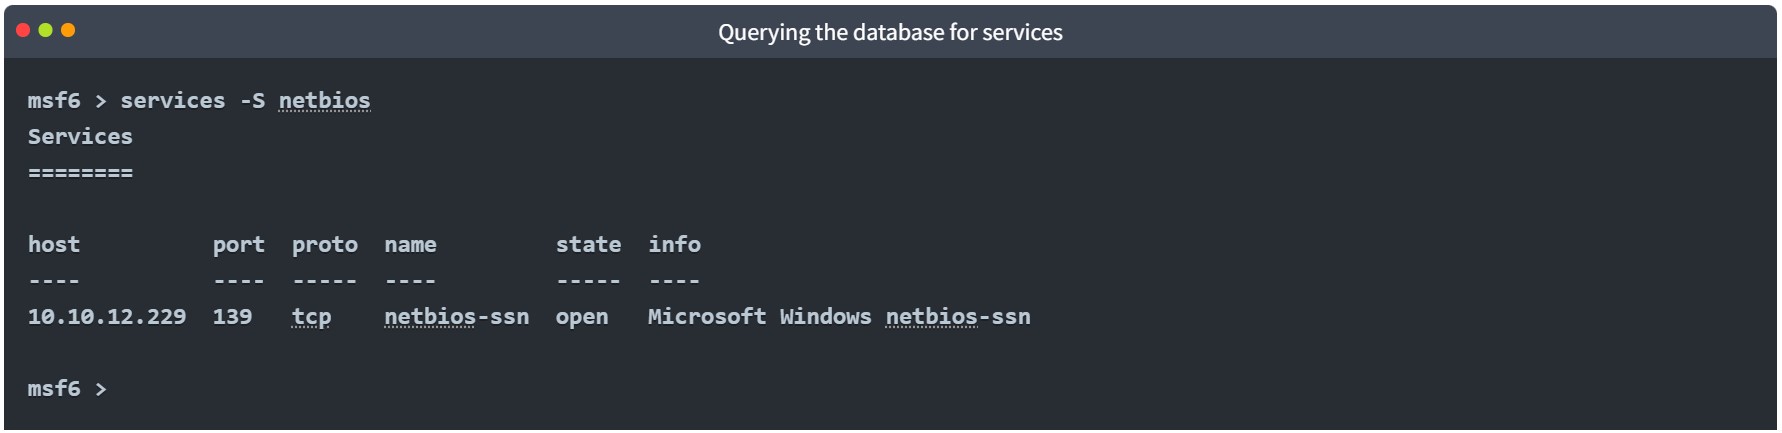 Querying the database for services
msf6 > services -S netbios
Services
========
host          port  proto  name         state  info
----          ----  -----  ----         -----  ----
10.10.12.229  139   tcp    netbios-ssn  open   Microsoft Windows netbios-ssn
msf6 >